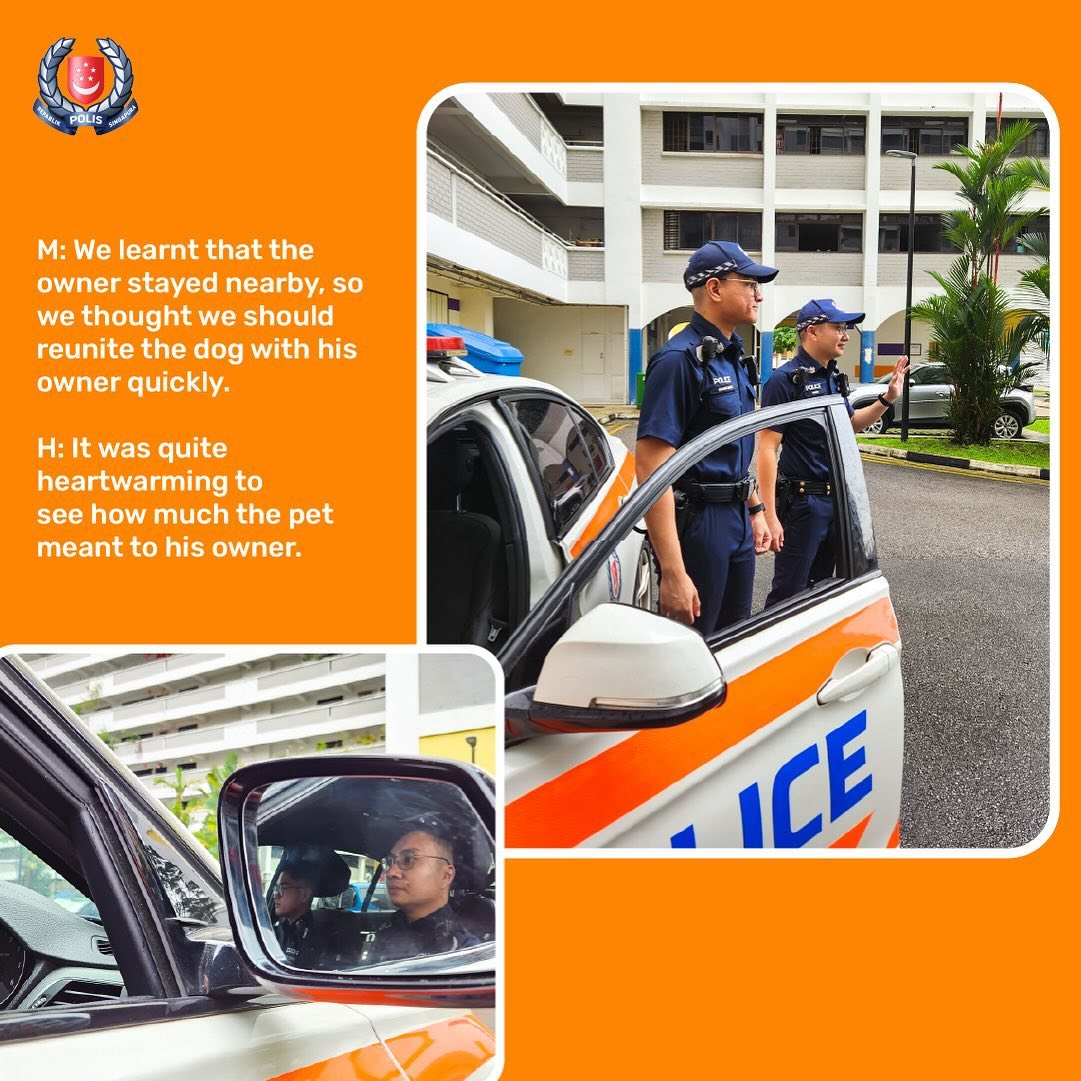 REPABLIK POLIS SINGAPURA
M: We learnt that the
owner stayed nearby, so
we thought we should
reunite the dog with his
owner quickly.
H: It was quite
heartwarming to
see how much the pet
meant to his owner.
POLICE
POLICE
LICE